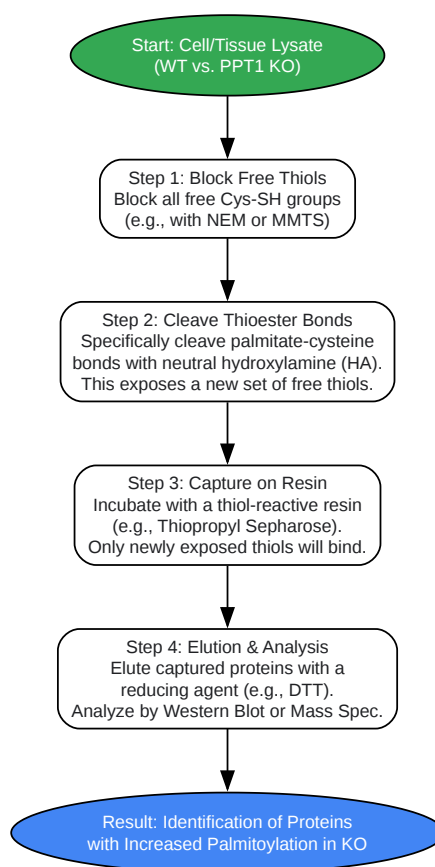 Start: Cell/Tissue Lysate
(WT vs. PPT1 KO)
Step 1: Block Free Thiols
Block all free Cys-SH groups
(e.g., with NEM or MMTS)
Step 2: Cleave Thioester Bonds
Specifically cleave palmitate-cysteine
bonds with neutral hydroxylamine (HA).
This exposes a new set of free thiols.
Step 3: Capture on Resin
Incubate with a thiol-reactive resin
(e.g., Thiopropyl Sepharose).
Only newly exposed thiols will bind.
Step 4: Elution & Analysis
Elute captured proteins with a
reducing agent (e.g., DTT).
Analyze by Western Blot or Mass Spec.
Result: Identification of Proteins
with Increased Palmitoylation in KO